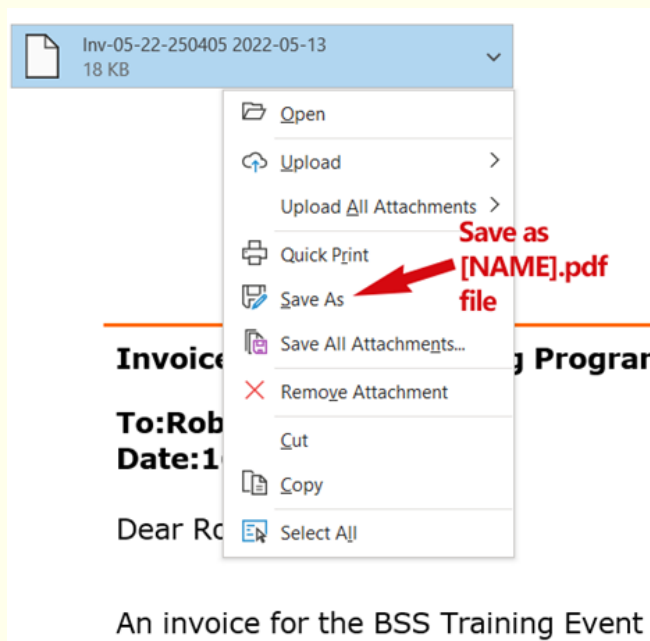 Inv-05-22-250405 2022-05-13
18 KB
Open
Upload
Upload All Attachments
Quick Print
Save as
[NAME].pdf
file
Save As
Save All Attachments...
Remove Attachment
Cut
Copy
Select All
Invoice
To:Rob
Date:1
Dear
An invoice for the BSS Training Event